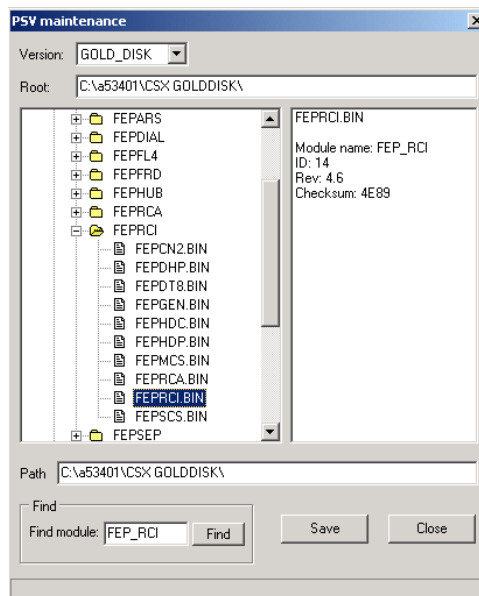 PSV maintenance
Version: GOLD_DISK
Root: C:\a53401\CSX GOLDDISK\
FEPARS
FEPDIAL
FEPFL4
FEPFRD
FEPHUB
FEPRCA
FEPRCI
FEPCN2.BIN
FEPDHP.BIN
FEPDT8.BIN
FEPGEN.BIN
FEPHDC.BIN
FEPHDP.BIN
FEPMCS.BIN
FEPRCA.BIN
FEPRCI.BIN
FEPSCS.BIN
FEPSEP
FEPRCI.BIN
Module name: FEP_RCI
ID: 14
Rev: 4.6
Checksum: 4E89
Path C:\a53401\CSX GOLDDISK\
Find
Find module: FEP_RCI Find
Save Close